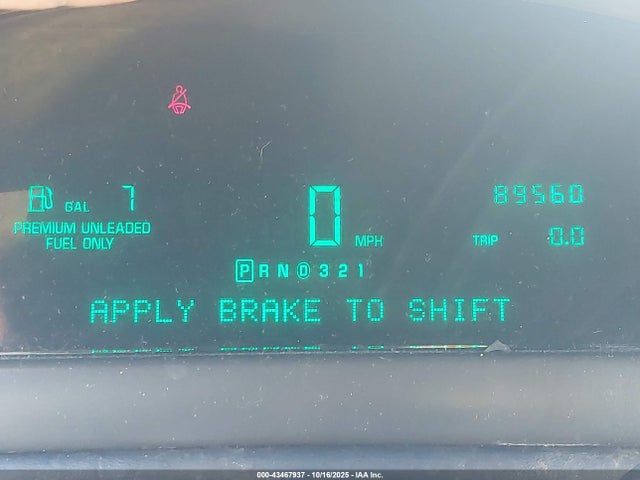 GAL 7
0 MPH
89560
PREMIUM UNLEADED
FUEL ONLY
TRIP 0.0
P R N D 3 2 1
APPLY BRAKE TO SHIFT
000-43467937 - 10/16/2025 - IAA Inc.